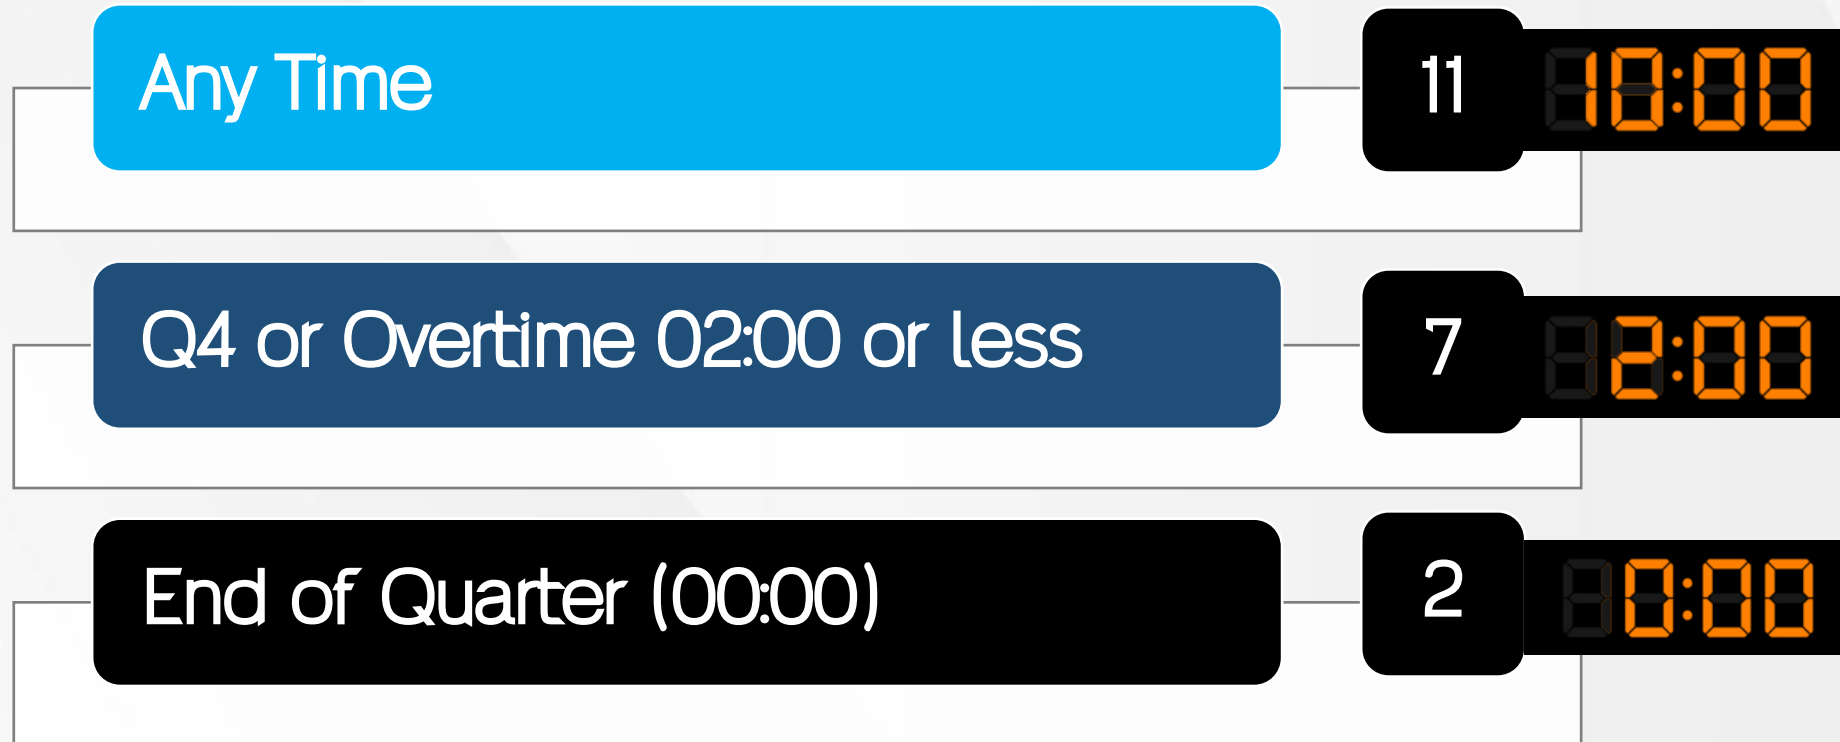 Any Time
11
10:00
Q4 or Overtime 02:00 or less
7
2:00
End of Quarter (00:00)
2
0:00